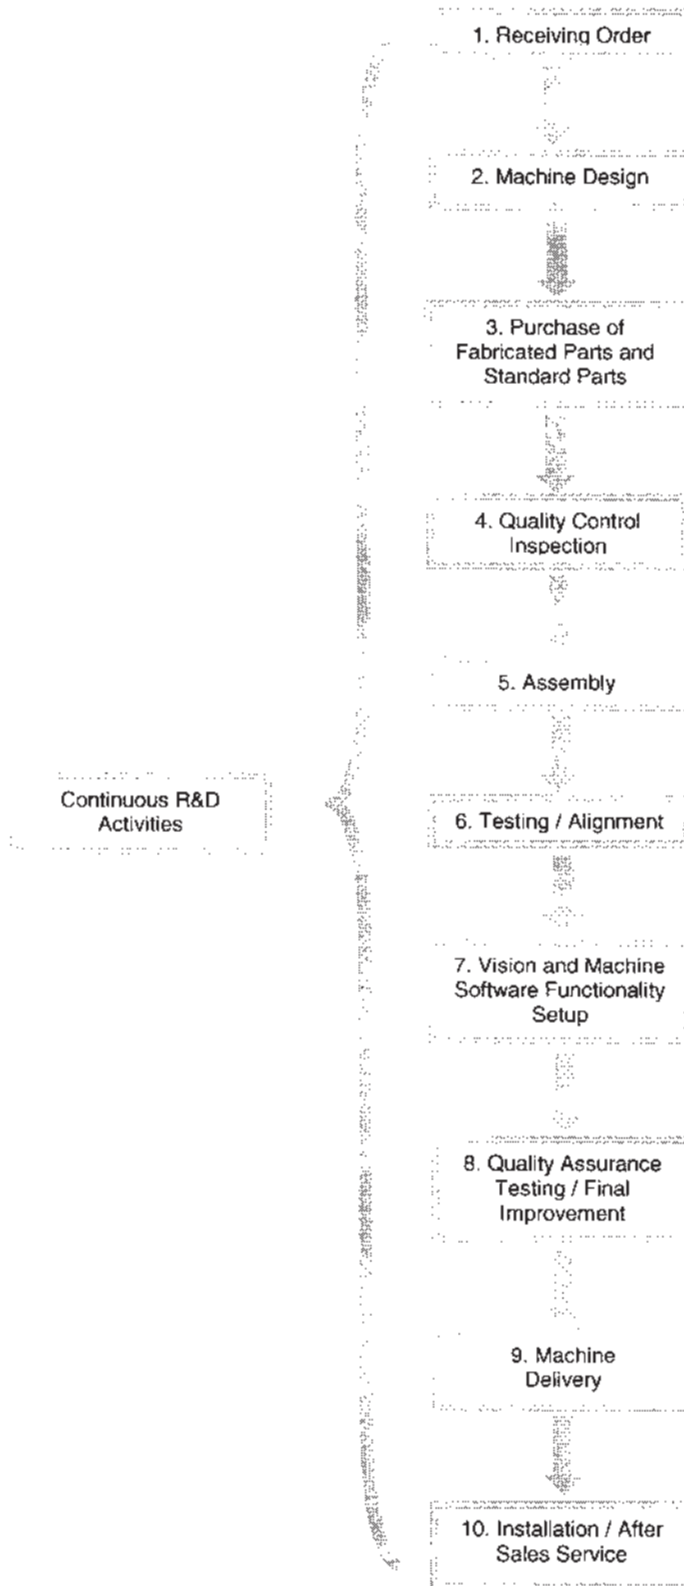 1. Receiving Order
2. Machine Design
3. Purchase of
Fabricated Parts and
Standard Parts
4. Quality Control
Inspection
5. Assembly
Continuous R&D
Activities
6. Testing / Alignment
7. Vision and Machine
Software Functionality
Setup
8. Quality Assurance
Testing / Final
Improvement
9. Machine
Delivery
10. Installation / After
Sales Service